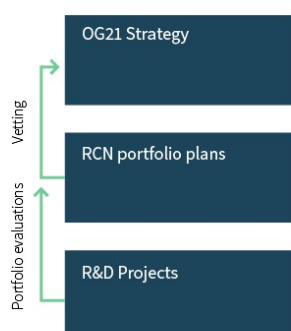 OG21 Strategy
Vetting
RCN portfolio plans
Portfolio evaluations
R&D Projects